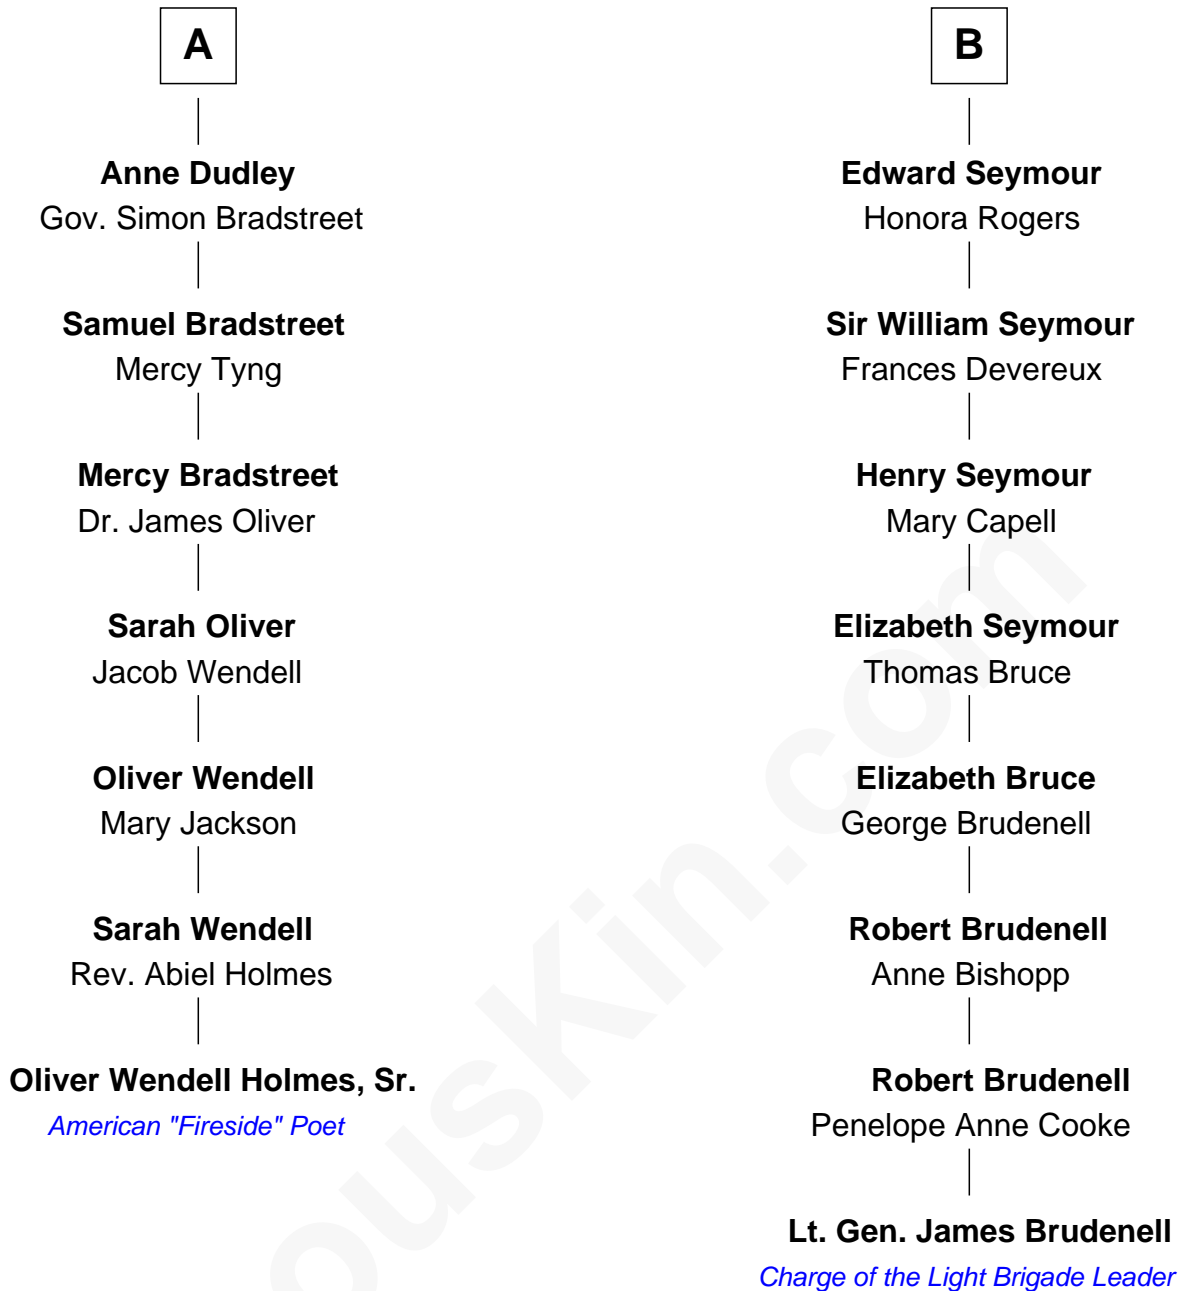 A
Anne Dudley
Gov. Simon Bradstreet
Samuel Bradstreet
Mercy Tyng
Mercy Bradstreet
Dr. James Oliver
Sarah Oliver
Jacob Wendell
Oliver Wendell
Mary Jackson
Sarah Wendell
Rev. Abiel Holmes
Oliver Wendell Holmes, Sr.
American "Fireside" Poet
B
Edward Seymour
Honora Rogers
Sir William Seymour
Frances Devereux
Henry Seymour
Mary Capell
Elizabeth Seymour
Thomas Bruce
Elizabeth Bruce
George Brudenell
Robert Brudenell
Anne Bishopp
Robert Brudenell
Penelope Anne Cooke
Lt. Gen. James Brudenell
Charge of the Light Brigade Leader
ousKin.com